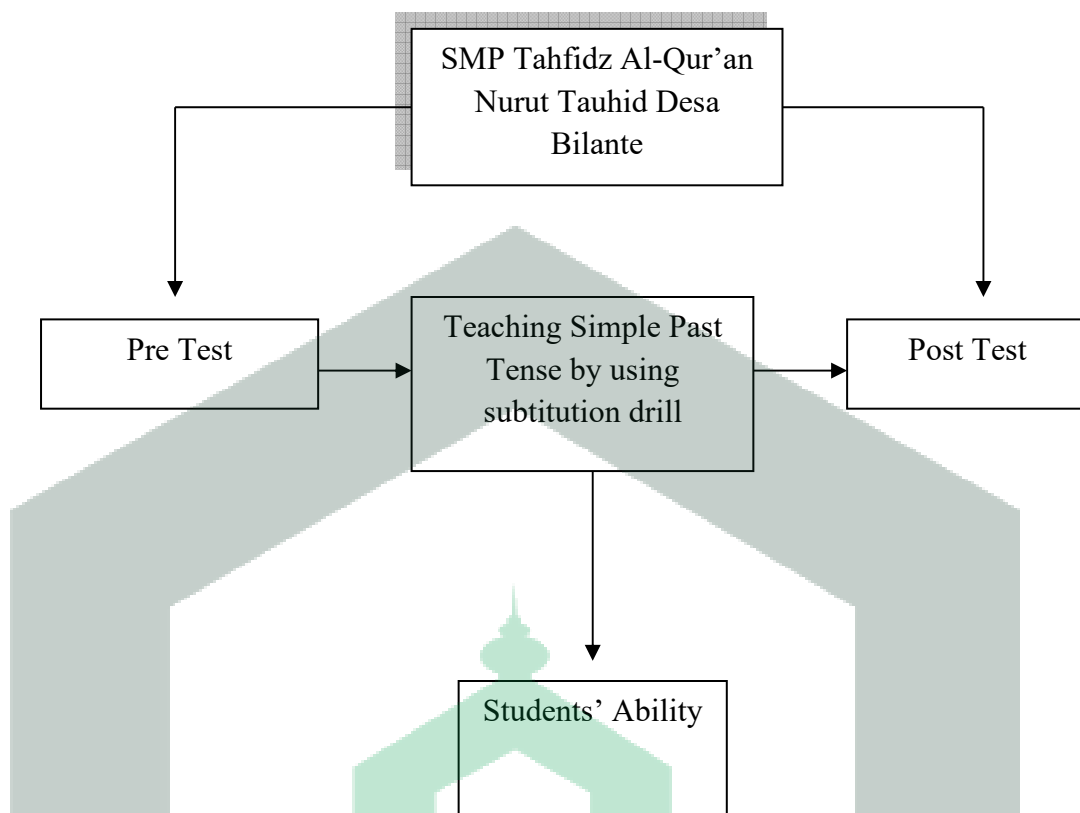 SMP Tahfidz Al-Qur’an
Nurut Tauhid Desa
Bilante
Pre Test
Teaching Simple Past
Tense by using
subtitution drill
Post Test
Students’ Ability